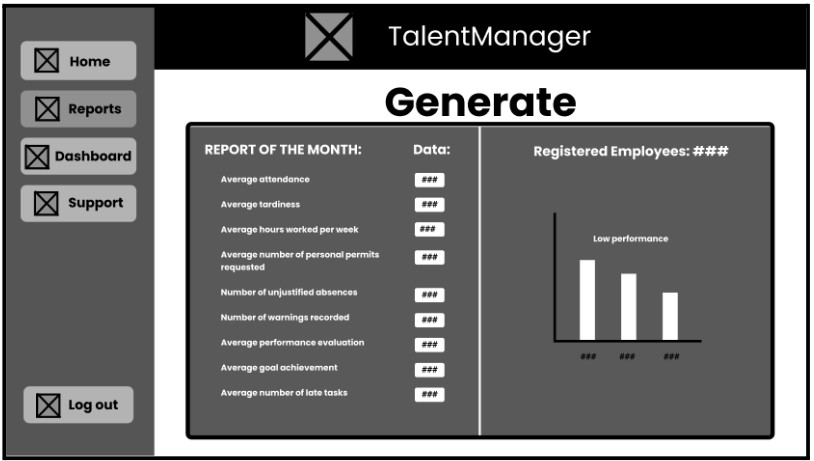 TalentManager
Home
Reports
Dashboard
Support
Log out
Generate
REPORT OF THE MONTH: Data:
Average attendance ###
Average tardiness ###
Average hours worked per week ###
Average number of personal permits
requested ###
Number of unjustified absences ###
Number of warnings recorded ###
Average performance evaluation ###
Average goal achievement ###
Average number of late tasks ###
Registered Employees: ###
Low performance
### ### ###